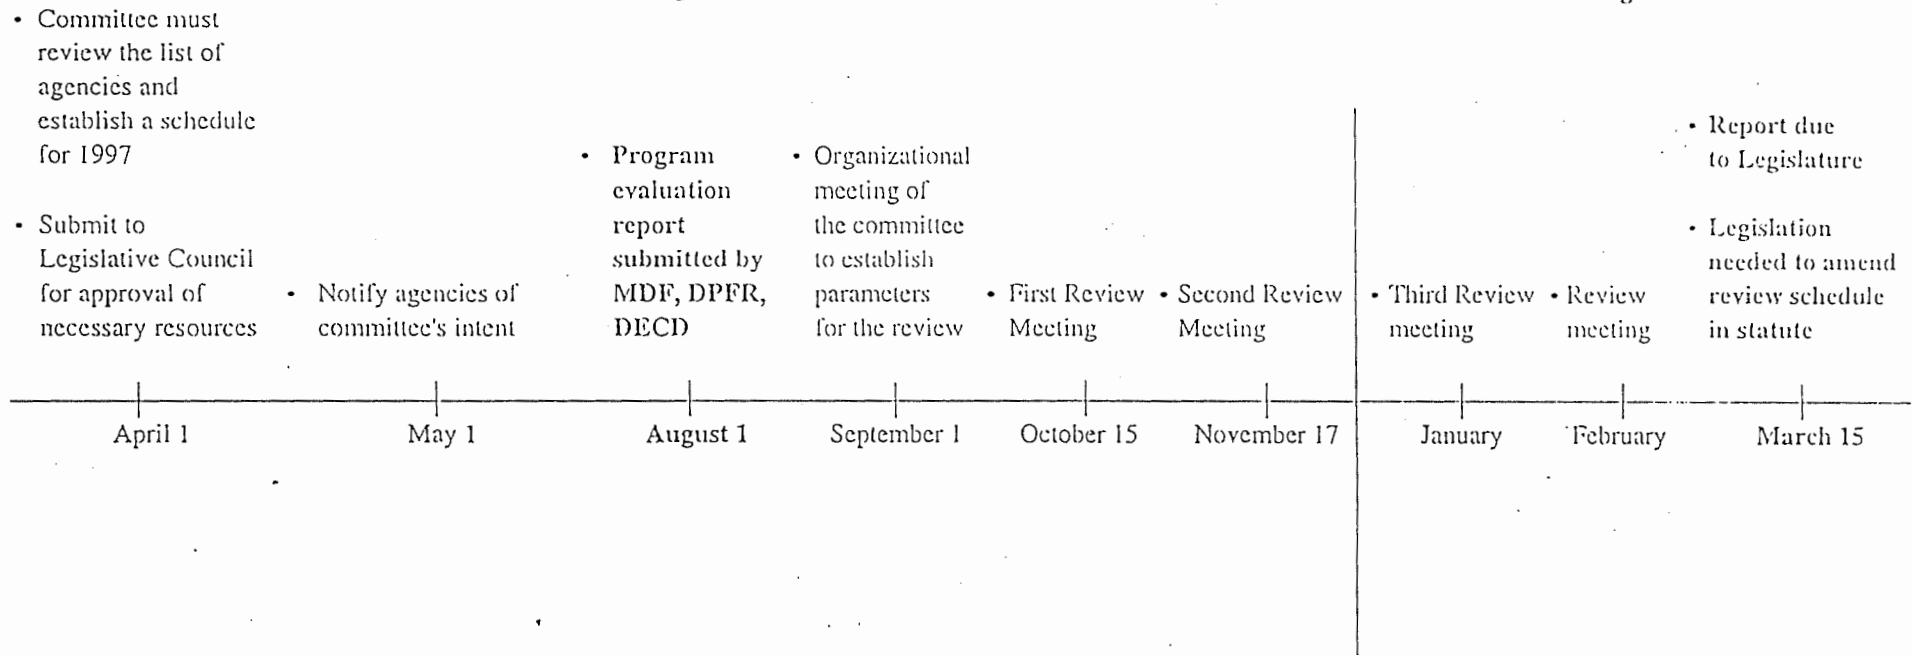 • Committee must
review the list of
agencies and
establish a schedule
for 1997
• Submit to
Legislative Council
for approval of
necessary resources
• Notify agencies of
committee's intent
• Program
evaluation
report
submitted by
MDF, DPFR,
DECD
• Organizational
meeting of
the committee
to establish
parameters
for the review
• First Review
Meeting
• Second Review
Meeting
• Third Review
meeting
• Review
meeting
• Report due
to Legislature
• Legislation
needed to amend
review schedule
in statute
April 1
May 1
August 1
September 1
October 15
November 17
January
February
March 15